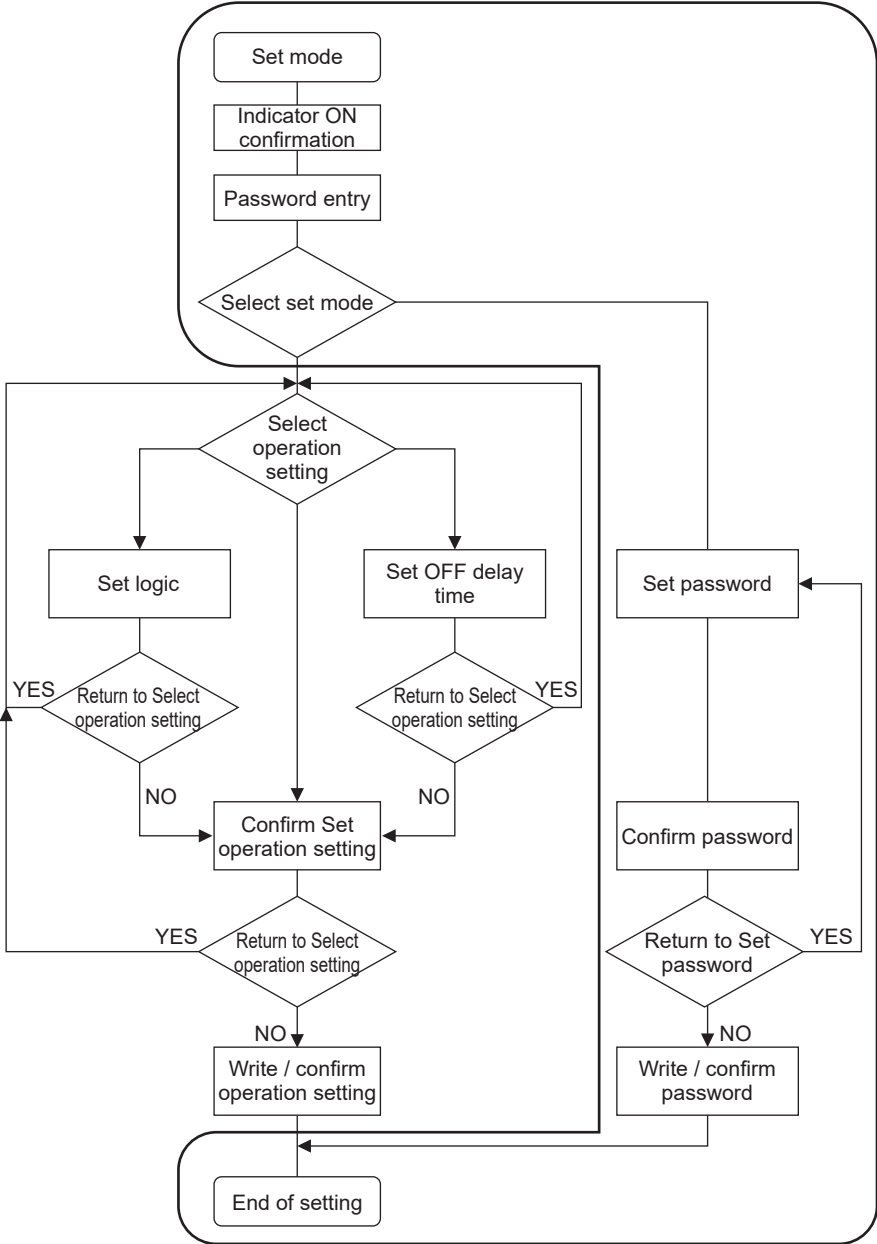 Set mode
Indicator ON
confirmation
Password entry
Select set mode
Select
operation
setting
Set logic
Set OFF delay
time
Set password
YES
Return to Select
operation setting
Return to Select
operation setting
YES
NO
NO
Confirm Set
operation setting
Confirm password
YES
Return to Select
operation setting
Return to Set
password
YES
NO
NO
Write / confirm
operation setting
Write / confirm
password
End of setting